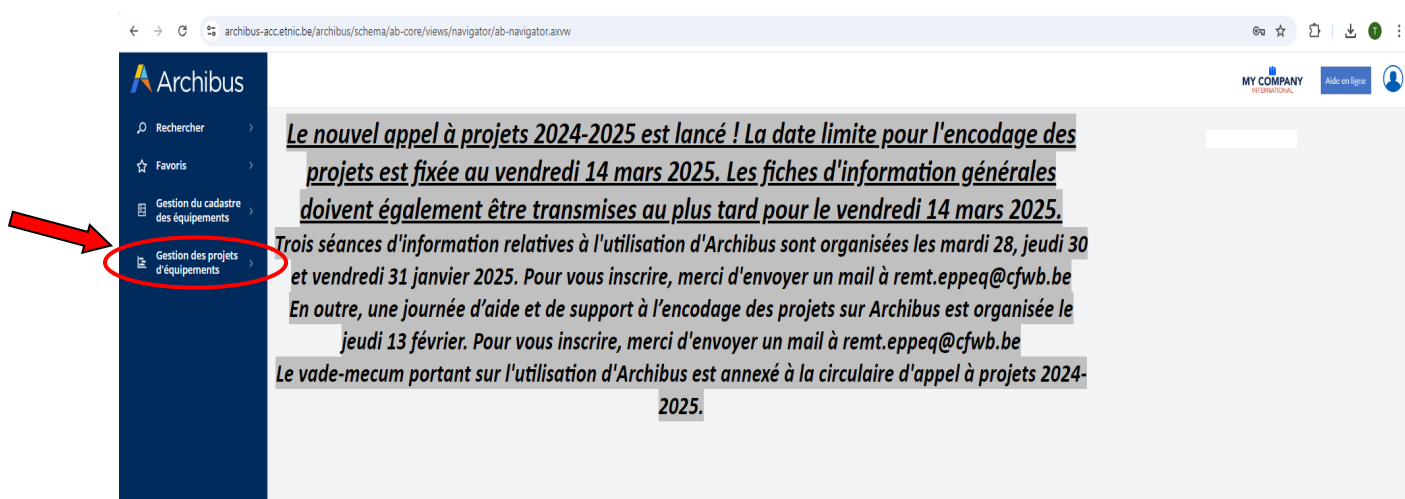 archibus-acc.etnic.be/archibus/schema/ab-core/views/navigator/ab-navigator.axvw
T
Archibus
MY COMPANY
INTERNATIONAL
Aide en ligne
Rechercher
Favoris
Gestion du cadastre
des équipements
Gestion des projets
d'équipements
Le nouvel appel à projets 2024-2025 est lancé ! La date limite pour l'encodage des
projets est fixée au vendredi 14 mars 2025. Les fiches d'information générales
doivent également être transmises au plus tard pour le vendredi 14 mars 2025.
Trois séances d'information relatives à l'utilisation d'Archibus sont organisées les mardi 28, jeudi 30
et vendredi 31 janvier 2025. Pour vous inscrire, merci d'envoyer un mail à remt.eppeq@cfwb.be
En outre, une journée d’aide et de support à l’encodage des projets sur Archibus est organisée le
jeudi 13 février. Pour vous inscrire, merci d'envoyer un mail à remt.eppeq@cfwb.be
Le vade-mecum portant sur l'utilisation d'Archibus est annexé à la circulaire d'appel à projets 2024-
2025.